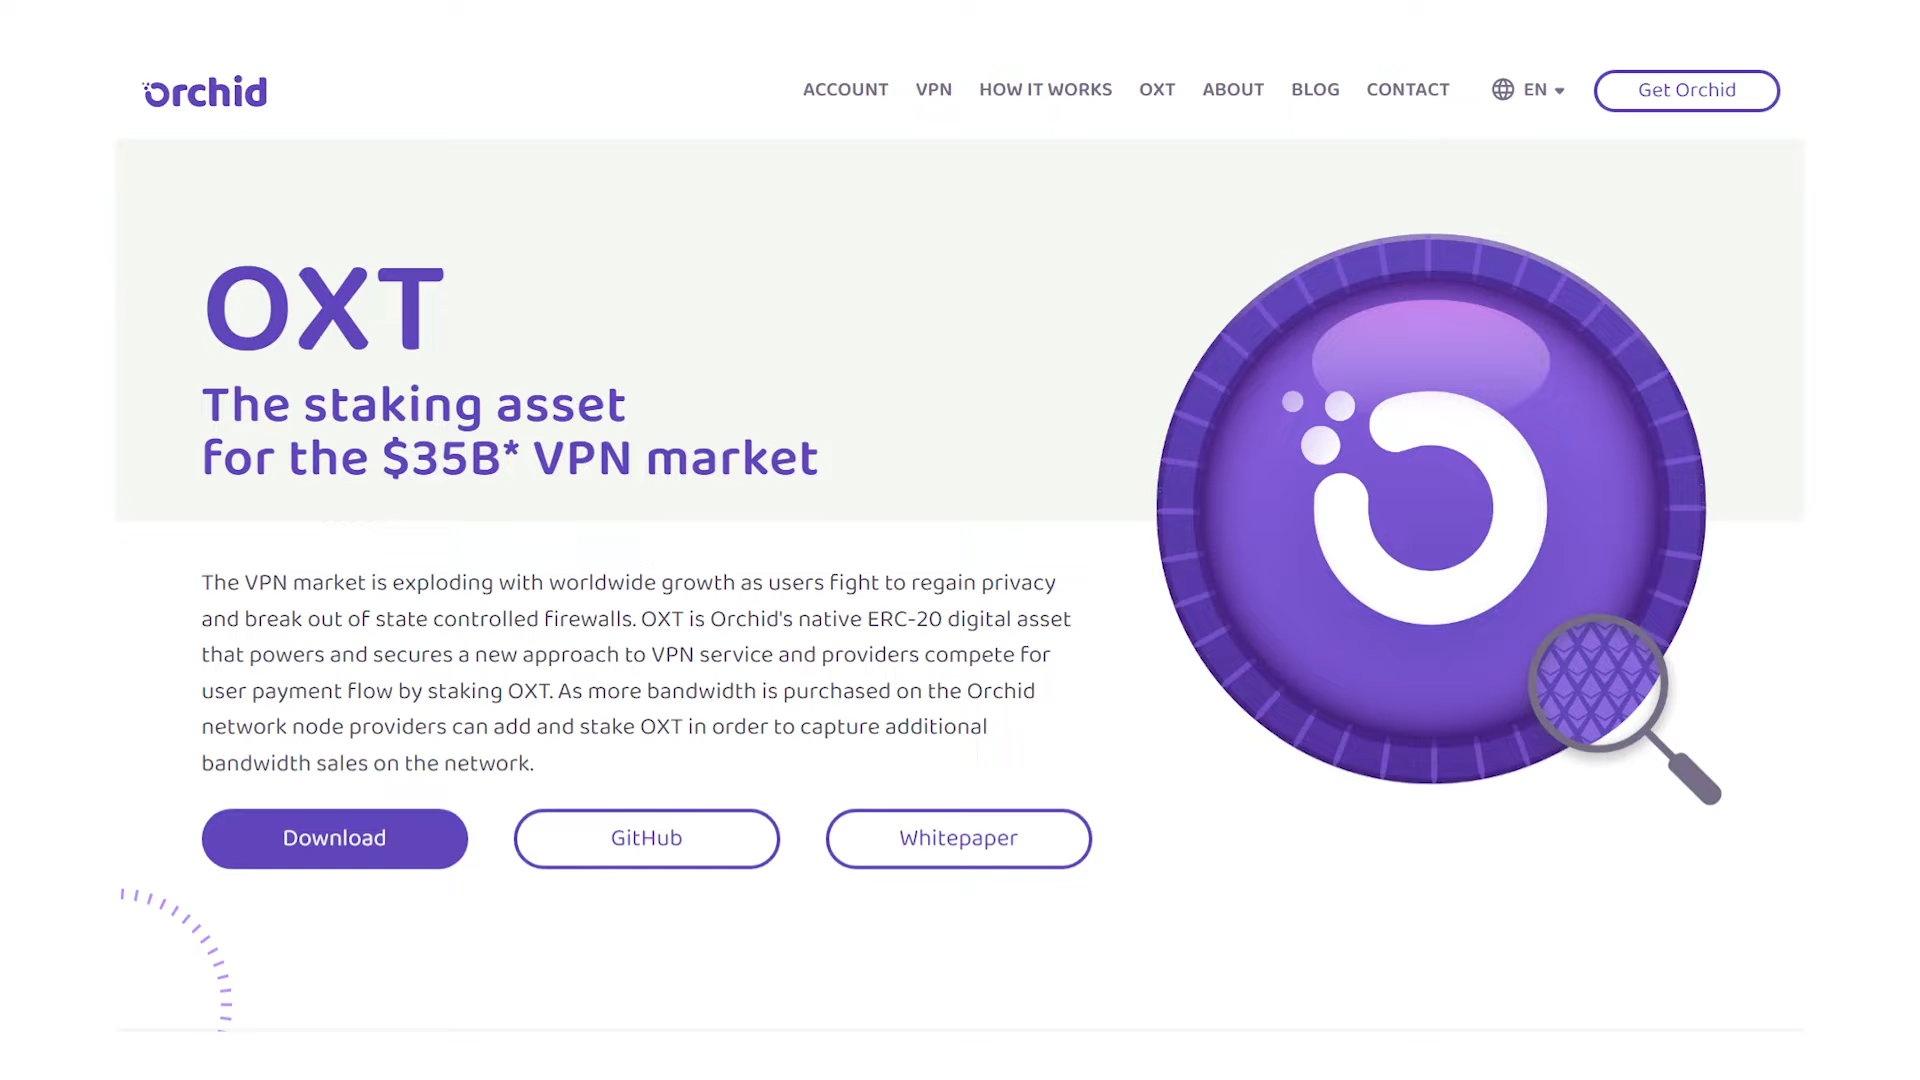 Orchid
ACCOUNT VPN HOW IT WORKS OXT ABOUT BLOG CONTACT EN Get Orchid
OXT
The staking asset
for the $35B* VPN market
The VPN market is exploding with worldwide growth as users fight to regain privacy
and break out of state controlled firewalls. OXT is Orchid's native ERC-20 digital asset
that powers and secures a new approach to VPN service and providers compete for
user payment flow by staking OXT. As more bandwidth is purchased on the Orchid
network node providers can add and stake OXT in order to capture additional
bandwidth sales on the network.
Download GitHub Whitepaper